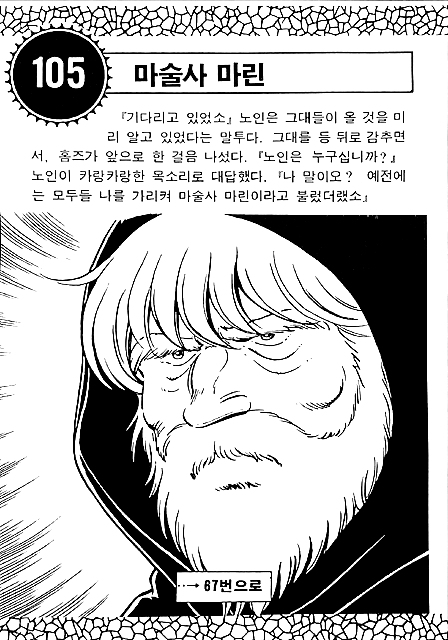 105
마술사 마린
『기다리고 있었소』 노인은 그대들이 올 것을 미
리 알고 있었다는 말투다. 그대를 등 뒤로 감추면
서, 홈즈가 앞으로 한 걸음 나섰다. 『노인은 누구십니까?』
노인이 카랑카랑한 목소리로 대답했다. 『나 말이오? 예전에
는 모두들 나를 가리켜 마술사 마린이라고 불렀더랬소』
…→ 67번으로